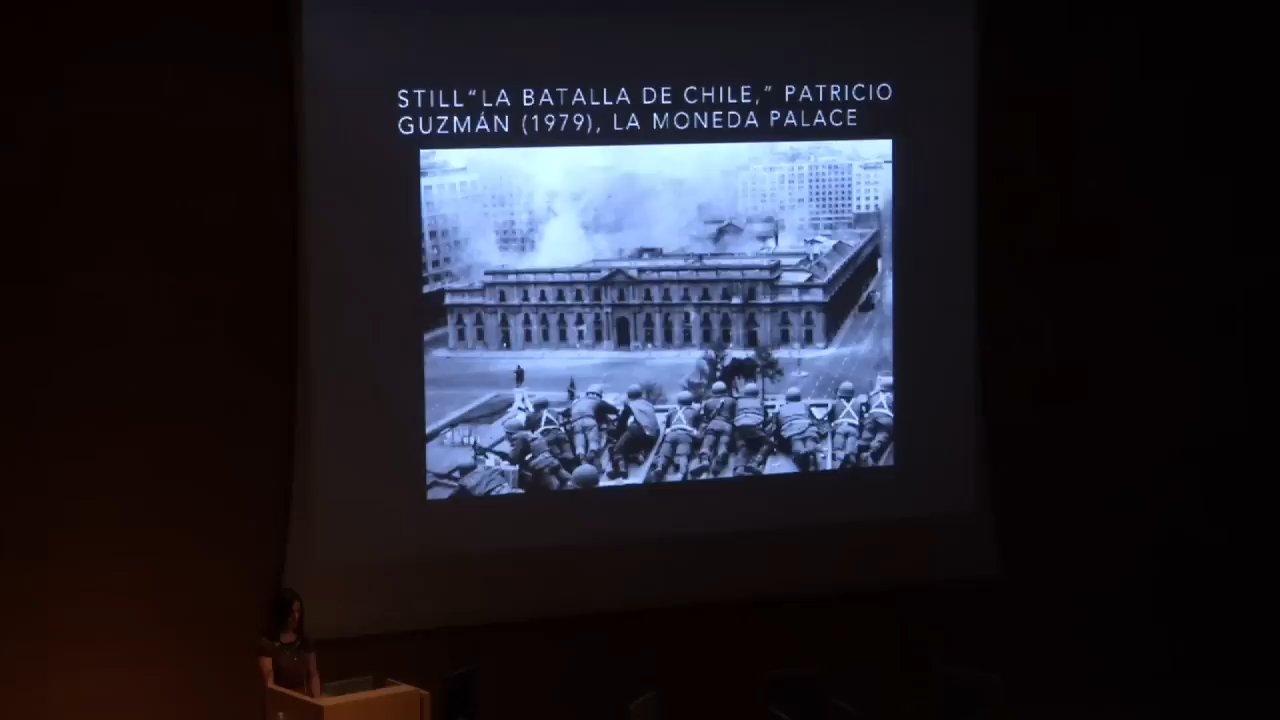 STILL“LA BATALLA DE CHILE,” PATRICIO
GUZMÁN (1979), LA MONEDA PALACE